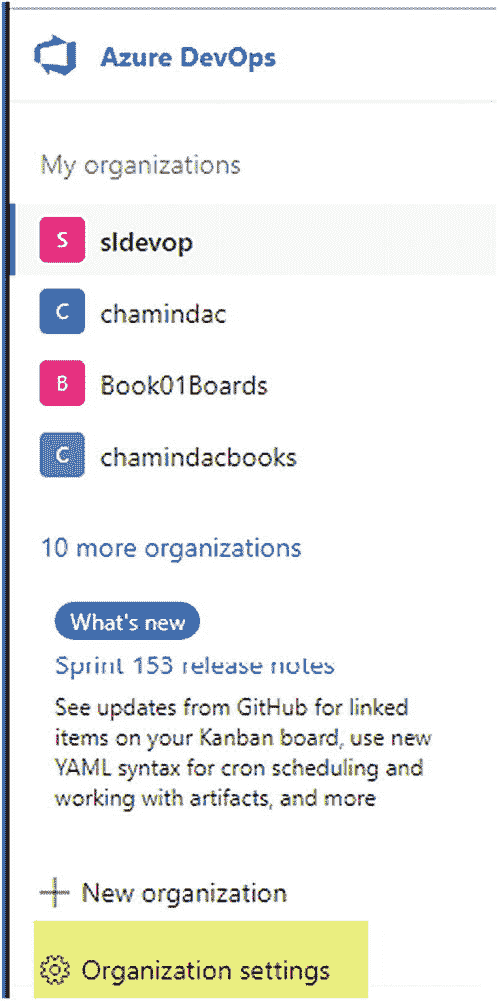 Azure DevOps
My organizations
S sldevop
C chamindac
B Book01Boards
C chamindacbooks
10 more organizations
What's new
Sprint 153 release notes
See updates from GitHub for linked
items on your Kanban board, use new
YAML syntax for cron scheduling and
working with artifacts, and more
New organization
Organization settings